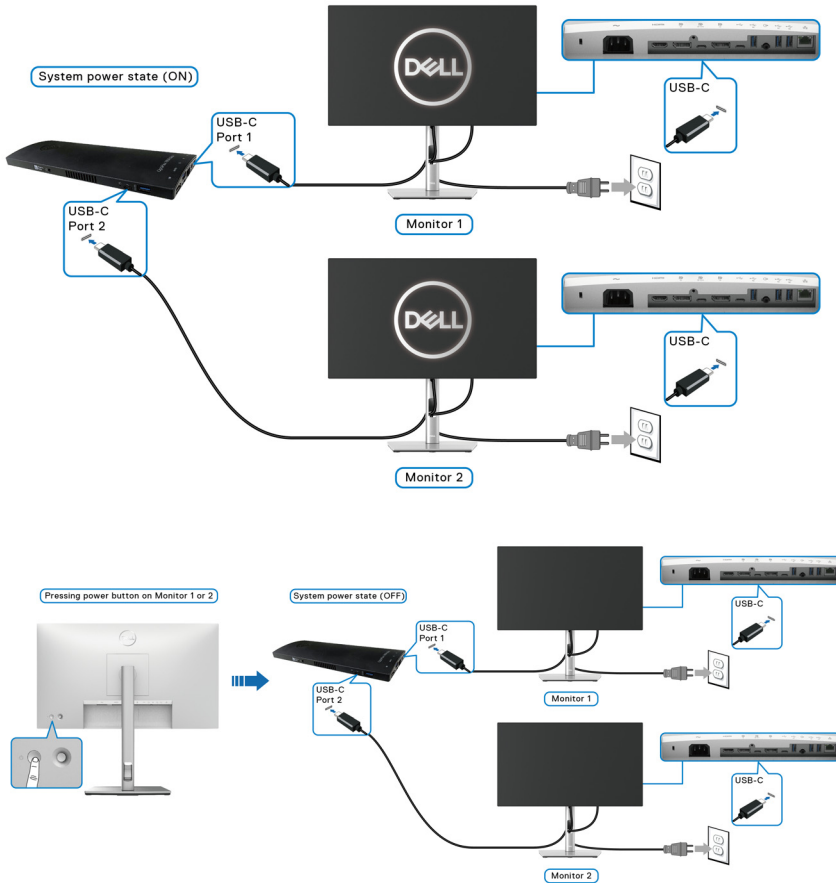 System power state (ON)
USB-C
Port 1
DELL
USB-C
Monitor 1
USB-C
Port 2
DELL
USB-C
Monitor 2
Pressing power button on Monitor 1 or 2
System power state (OFF)
USB-C
Port 1
USB-C
Monitor 1
USB-C
Port 2
USB-C
Monitor 2